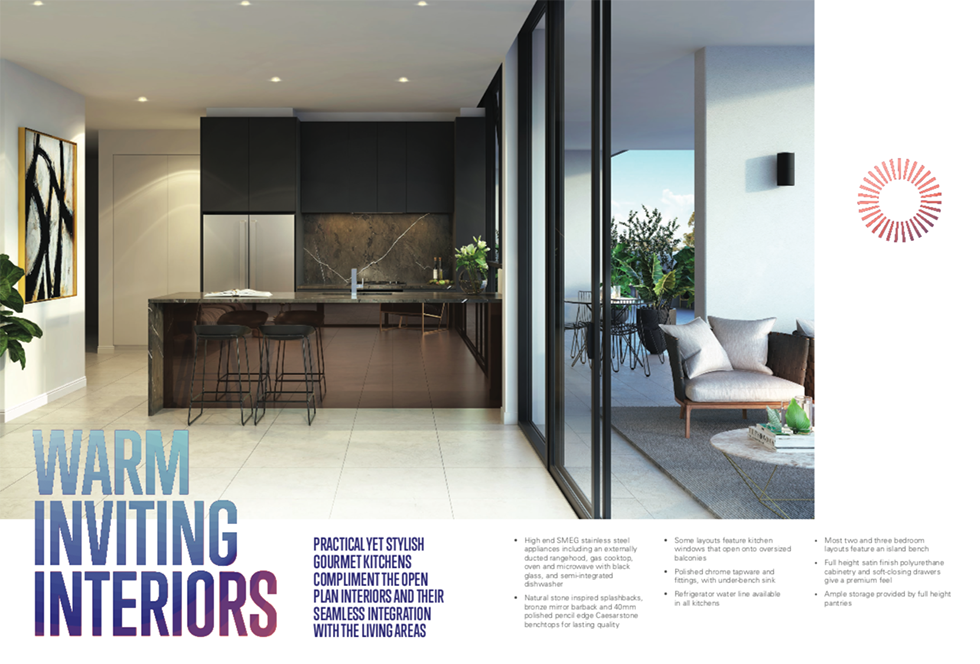 WARM
INVITING
INTERIORS
PRACTICAL YET STYLISH
GOURMET KITCHENS
COMPLIMENT THE OPEN
PLAN INTERIORS AND THEIR
SEAMLESS INTEGRATION
WITH THE LIVING AREAS
• High end SMEG stainless steel
appliances including an externally
ducted rangehood, gas cooktop,
oven and microwave with black
glass, and semi-integrated
dishwasher
• Natural stone inspired splashbacks,
bronze mirror barback and 40mm
polished pencil edge Caesarstone
benchtops for lasting quality
• Some layouts feature kitchen
windows that open onto oversized
balconies
• Polished chrome tapware and
fittings, with under-bench sink
• Refrigerator water line available
in all kitchens
• Most two and three bedroom
layouts feature an island bench
• Full height satin finish polyurethane
cabinetry and soft-closing drawers
give a premium feel
• Ample storage provided by full height
pantries